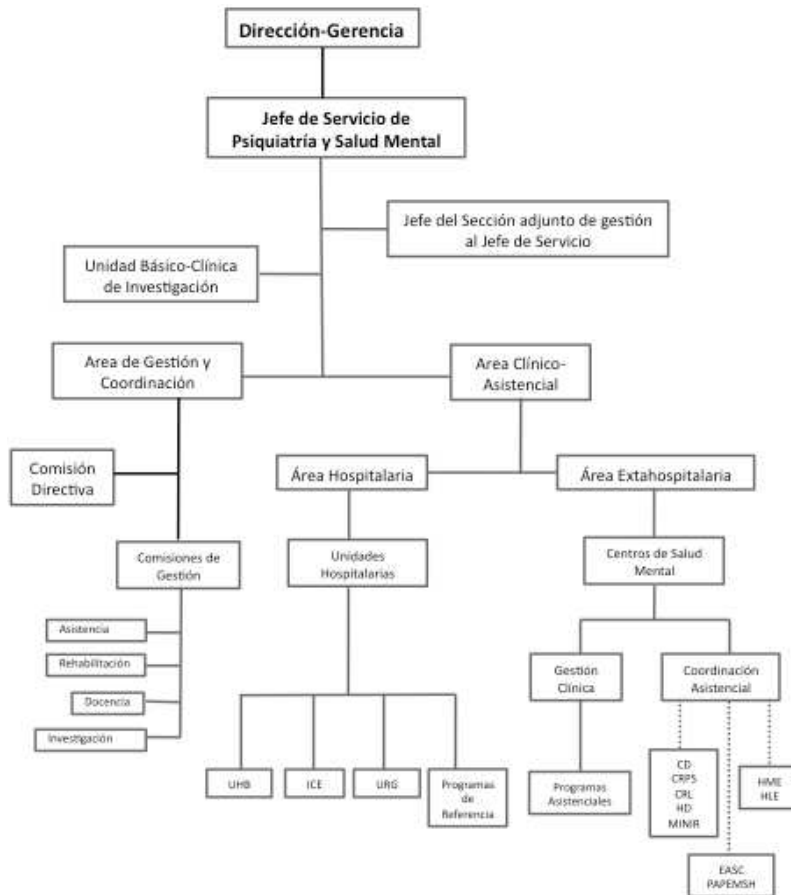 Dirección-Gerencia
Jefe de Servicio de
Psiquiatría y Salud Mental
Jefe del Sección adjunto de gestión
al Jefe de Servicio
Unidad Básico-Clínica
de Investigación
Area de Gestión y
Coordinación
Area Clínico-
Asistencial
Comisión
Directiva
Área Hospitalaria
Área Extahospitalaria
Comisiones de
Gestión
Unidades
Hospitalarias
Centros de Salud
Mental
Asistencia
Rehabilitación
Docencia
Investigación
Gestión
Clínica
Coordinación
Asistencial
UHB
ICE
URG
Programas
de
Referencia
Programas
Asistenciales
CD
CRPS
CRL
HD
MINIR
HME
HLE
EASC
PAPEMSH